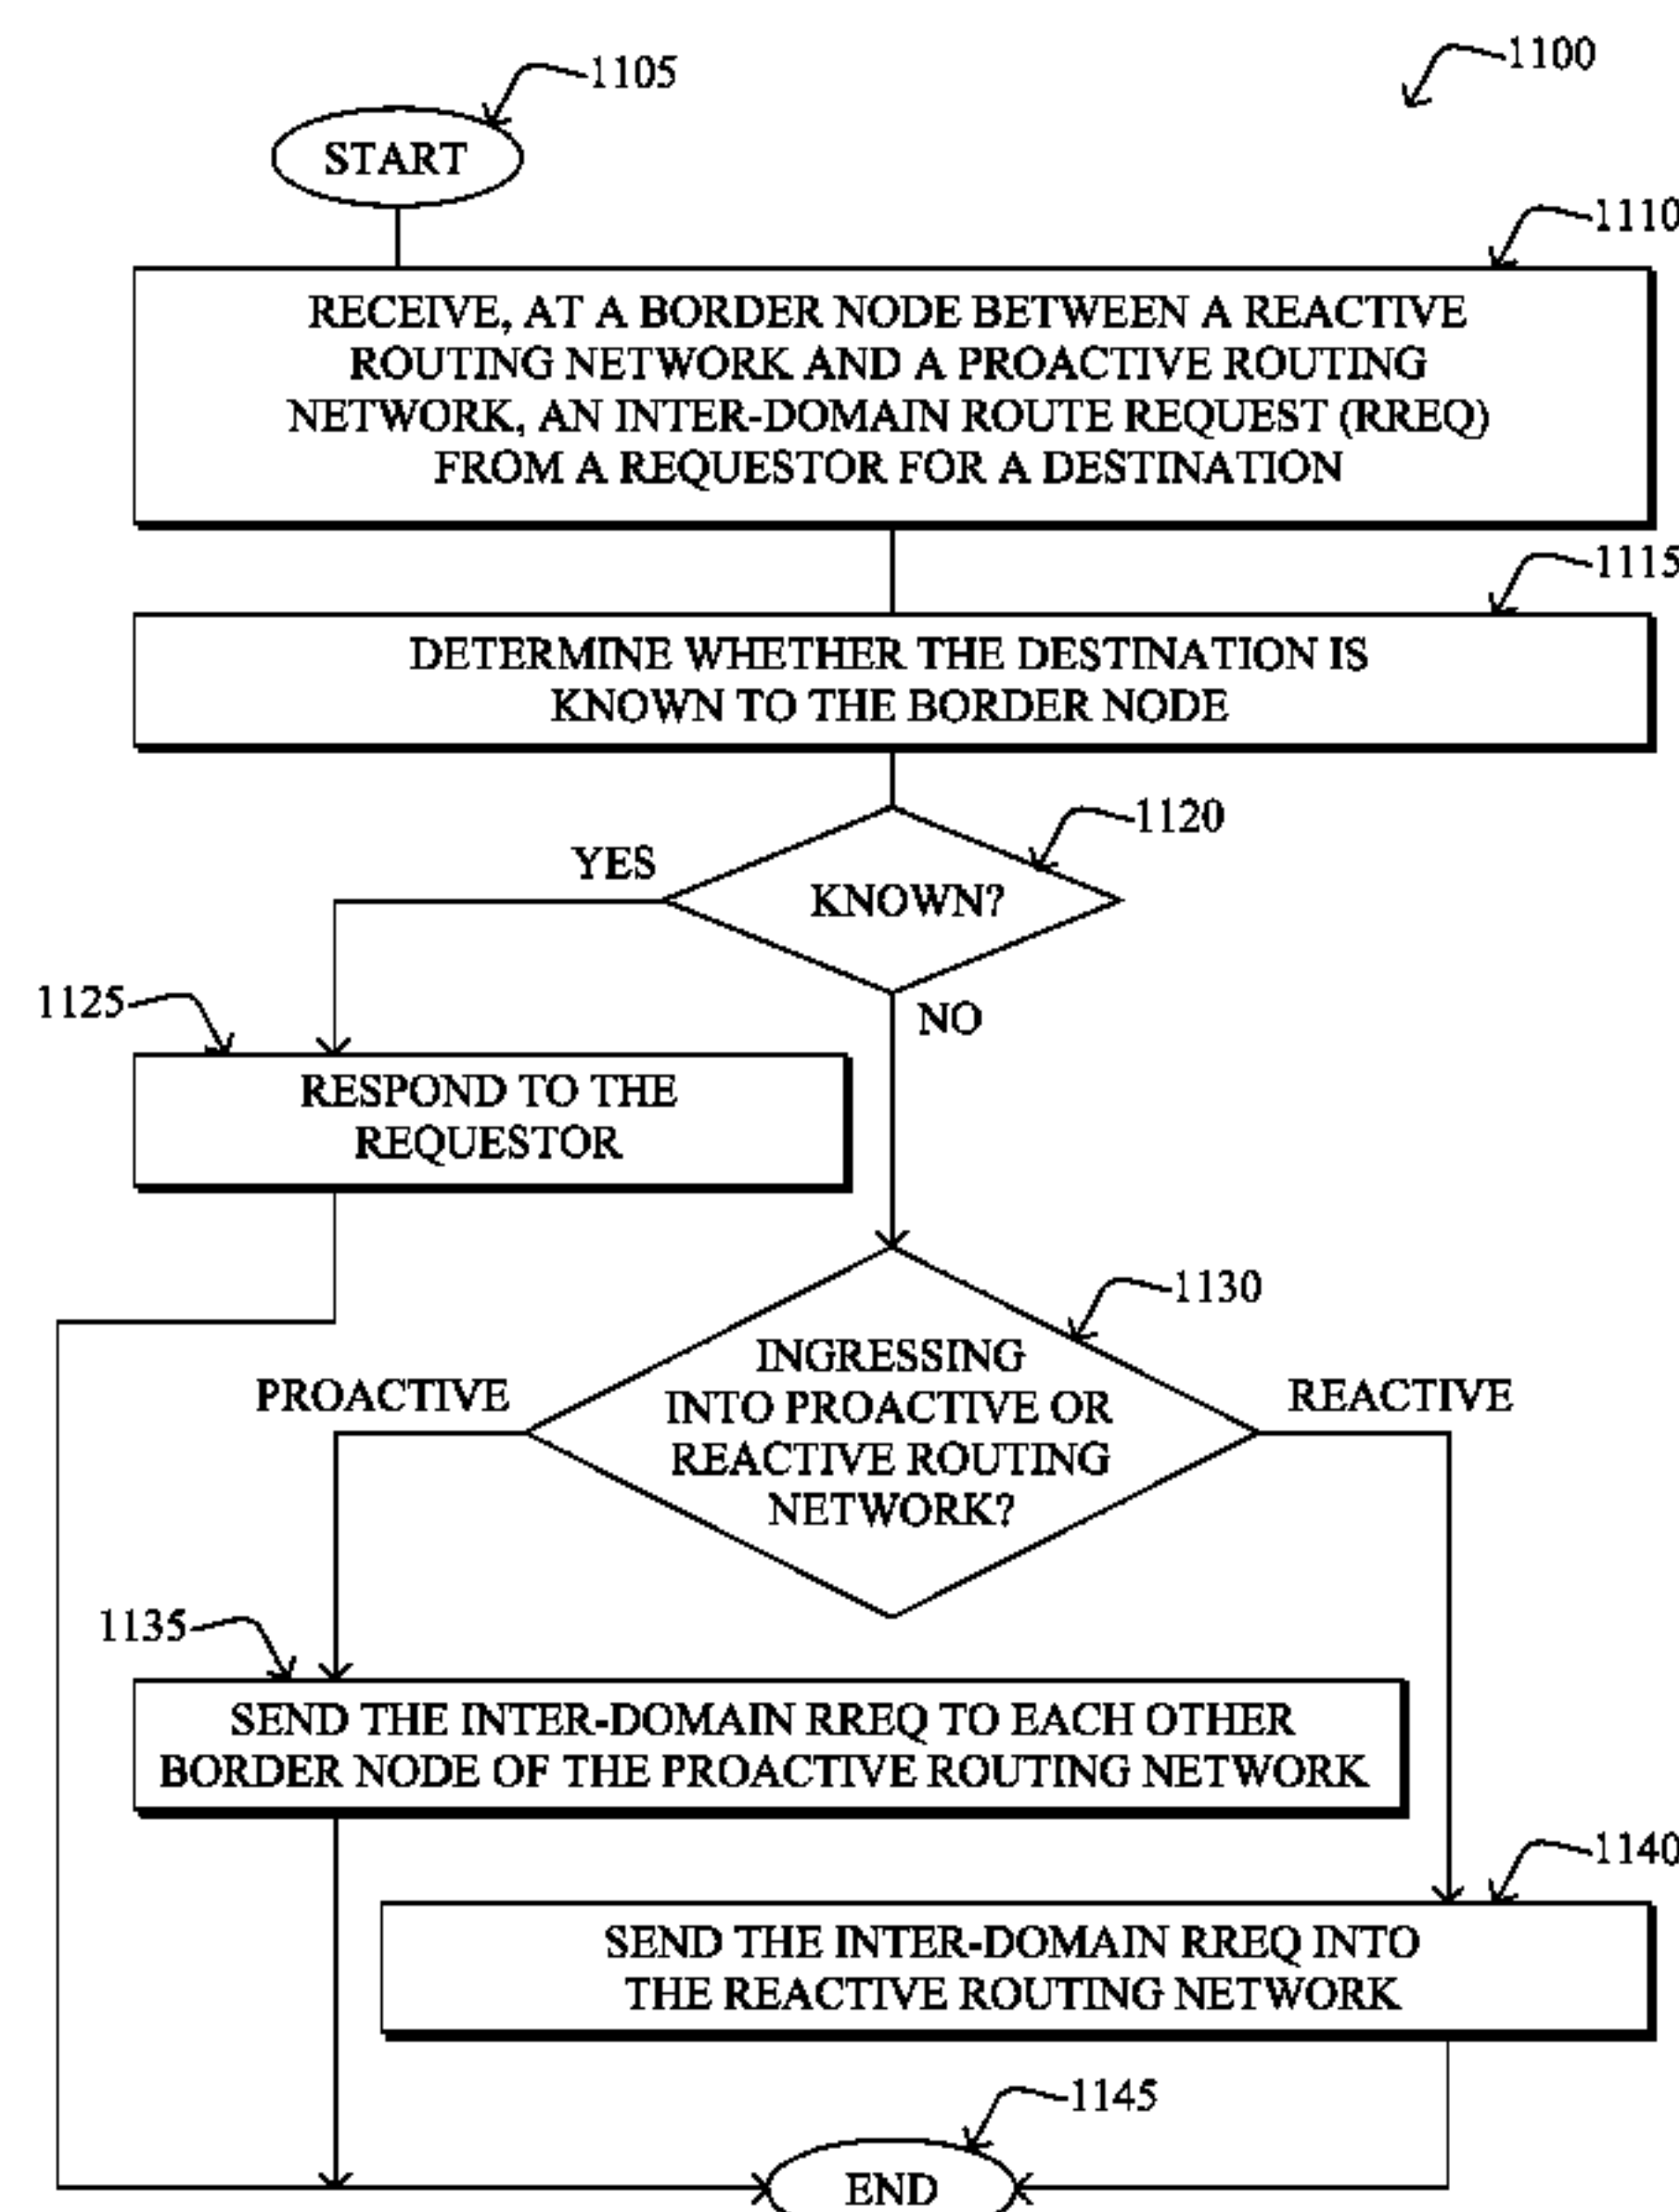 1100
1105
START
1110
RECEIVE, AT A BORDER NODE BETWEEN A REACTIVE
ROUTING NETWORK AND A PROACTIVE ROUTING
NETWORK, AN INTER-DOMAIN ROUTE REQUEST (RREQ)
FROM A REQUESTOR FOR A DESTINATION
1115
DETERMINE WHETHER THE DESTINATION IS
KNOWN TO THE BORDER NODE
1120
YES
KNOWN?
NO
1125
RESPOND TO THE
REQUESTOR
1130
INGRESSING
INTO PROACTIVE OR
REACTIVE ROUTING
NETWORK?
PROACTIVE
REACTIVE
1135
SEND THE INTER-DOMAIN RREQ TO EACH OTHER
BORDER NODE OF THE PROACTIVE ROUTING NETWORK
1140
SEND THE INTER-DOMAIN RREQ INTO
THE REACTIVE ROUTING NETWORK
1145
END